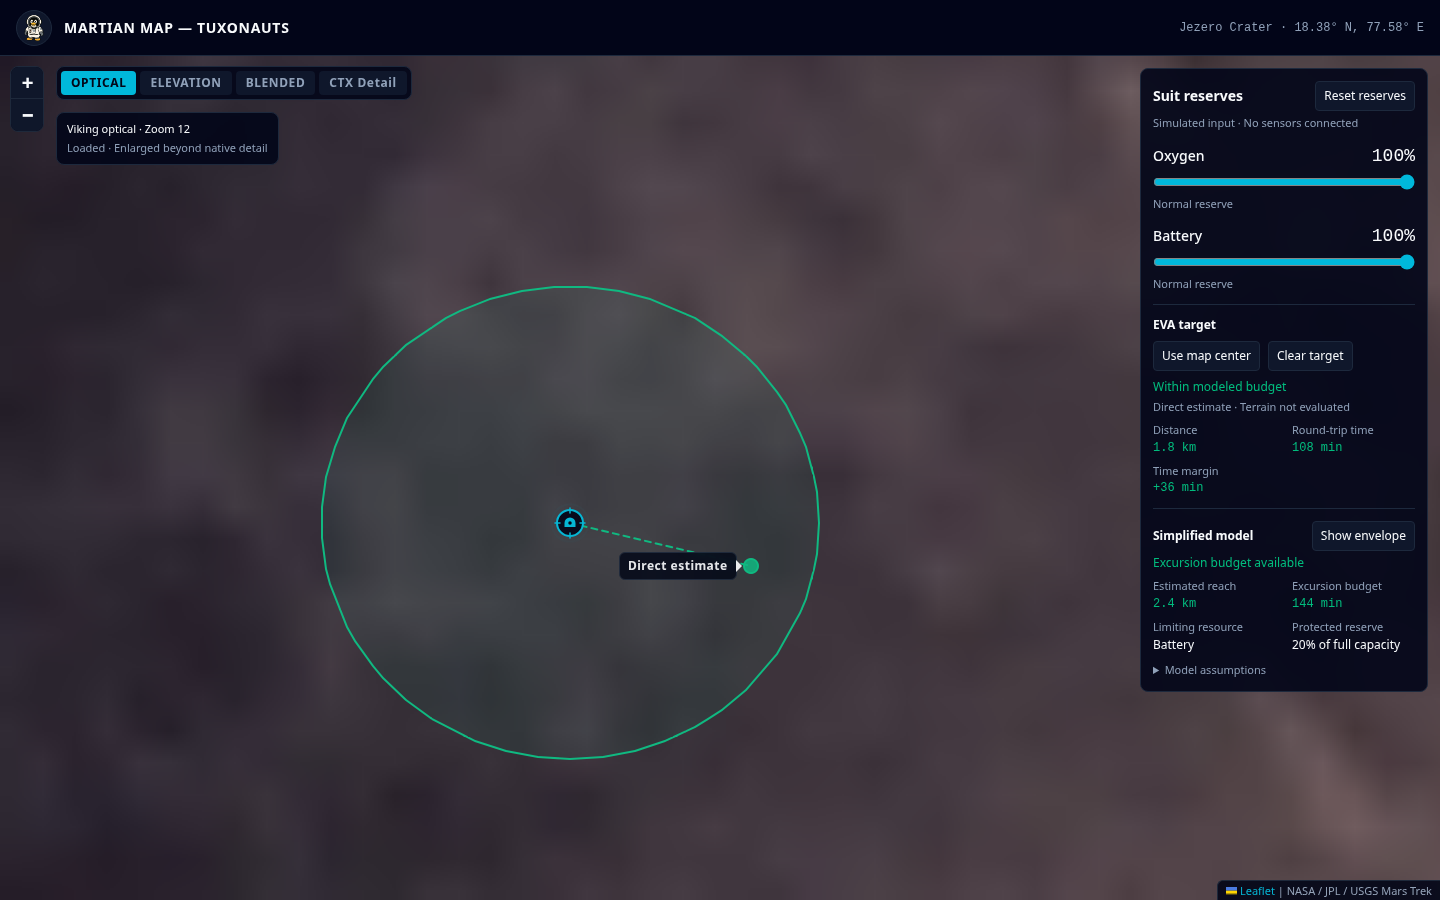 MARTIAN MAP — TUXONAUTS
Jezero Crater · 18.38° N, 77.58° E
+
−
OPTICAL
ELEVATION
BLENDED
CTX Detail
Viking optical · Zoom 12
Loaded · Enlarged beyond native detail
Direct estimate
Suit reserves
Reset reserves
Simulated input · No sensors connected
Oxygen
100%
Normal reserve
Battery
100%
Normal reserve
EVA target
Use map center
Clear target
Within modeled budget
Direct estimate · Terrain not evaluated
Distance
Round-trip time
1.8 km
108 min
Time margin
+36 min
Simplified model
Show envelope
Excursion budget available
Estimated reach
Excursion budget
2.4 km
144 min
Limiting resource
Protected reserve
Battery
20% of full capacity
Model assumptions
Leaflet | NASA / JPL / USGS Mars Trek